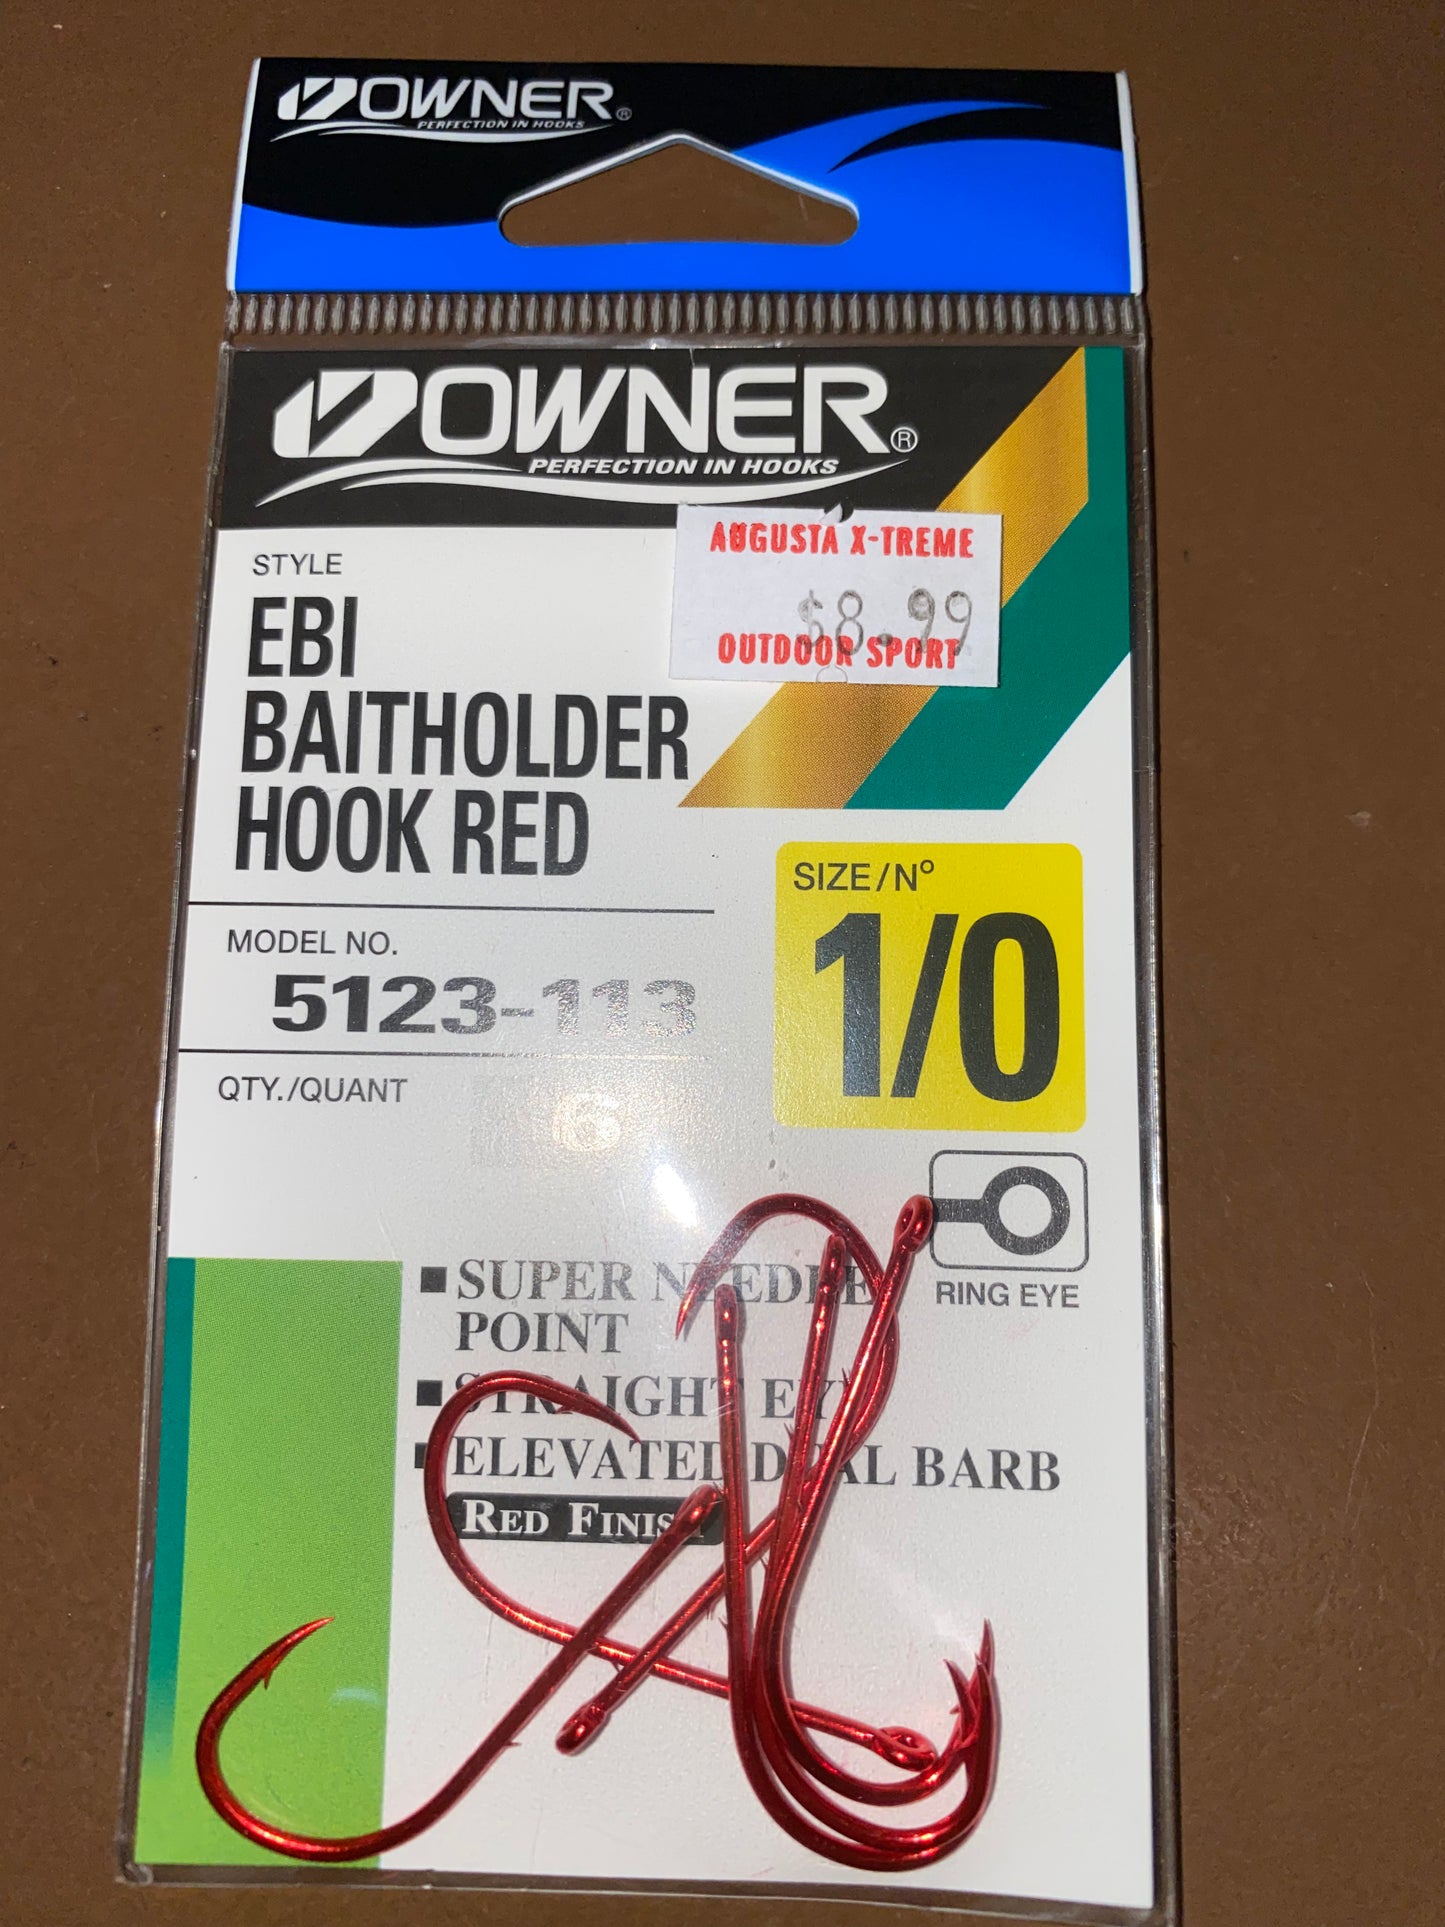 OWNER®
PERFECTION IN HOOKS
OWNER®
PERFECTION IN HOOKS
AUGUSTA X-TREME
$8.99
OUTDOOR SPORT
STYLE
EBI
BAITHOLDER
HOOK RED
SIZE/Nº
1/0
MODEL NO.
5123-113
QTY./QUANT
6
RING EYE
■ SUPER NEEDLE
POINT
■ STRAIGHT EYE
■ ELEVATED DUAL BARB
RED FINISH